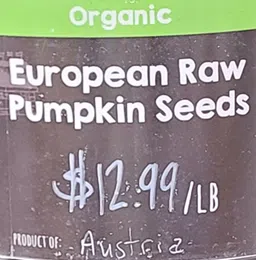 Organic
European Raw
Pumpkin Seeds
$12.99/LB
PRODUCT OF: Austria